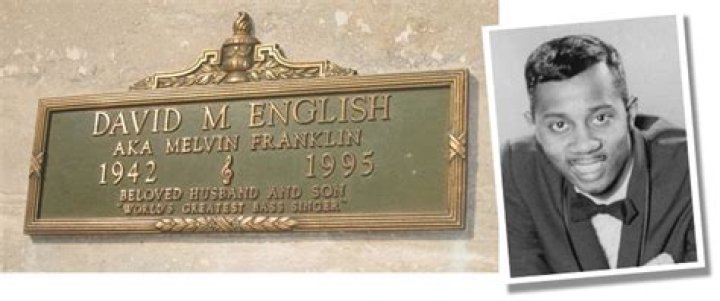 DAVID M ENGLISH
AKA MELVIN FRANKLIN
1942 1995
BELOVED HUSBAND AND SON
"WORLD'S GREATEST BASS SINGER"